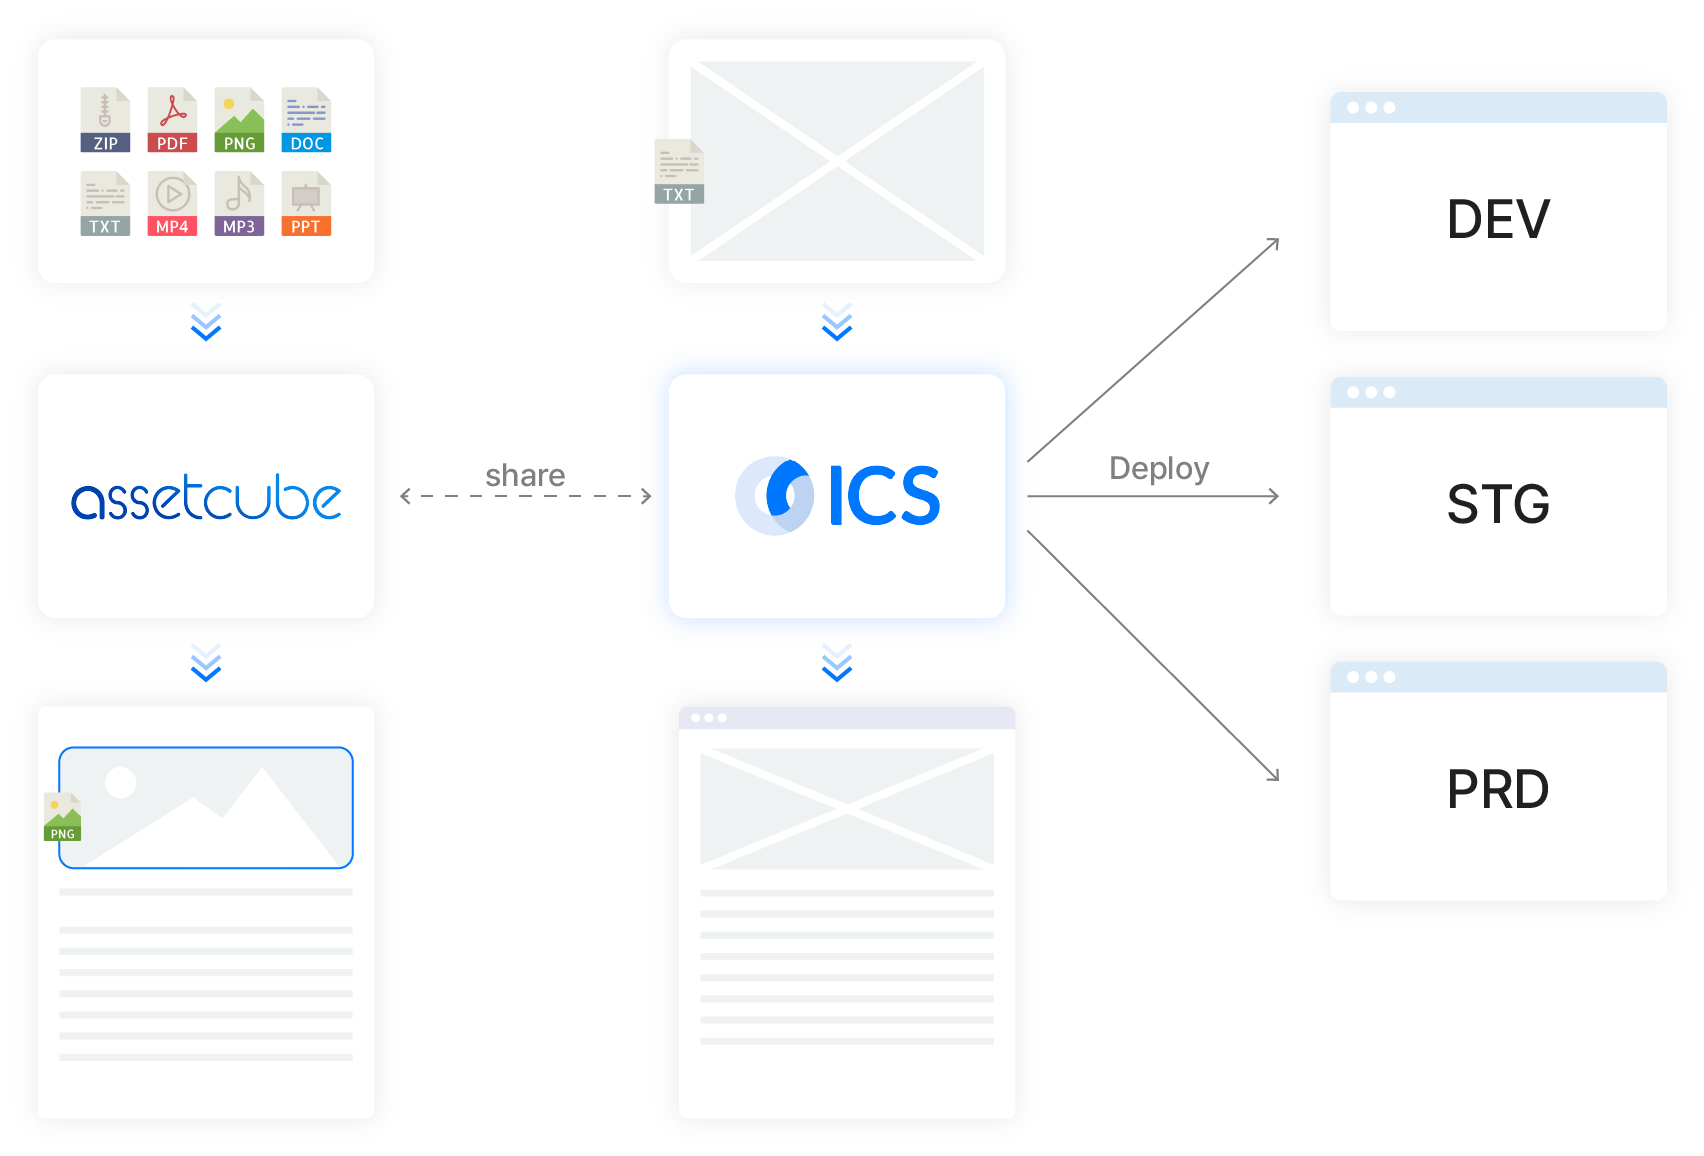 ZIP PDF PNG DOC
TXT MP4 MP3 PPT
TXT
DEV
assetcube
share
ICS
Deploy
STG
PNG
PRD